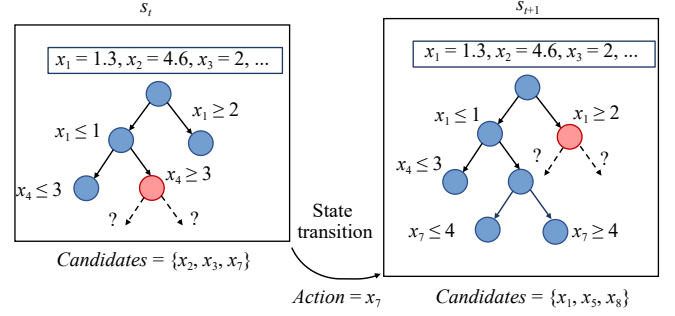 s_t
x_1 = 1.3, x_2 = 4.6, x_3 = 2, ...
x_1 ≥ 2
x_1 ≤ 1
x_4 ≤ 3
x_4 ≥ 3
? ?
Candidates = {x_2, x_3, x_7}
State
transition
Action = x_7
s_{t+1}
x_1 = 1.3, x_2 = 4.6, x_3 = 2, ...
x_1 ≤ 1
x_1 ≥ 2
? ?
x_4 ≤ 3
x_7 ≤ 4
x_7 ≥ 4
Candidates = {x_1, x_5, x_8}